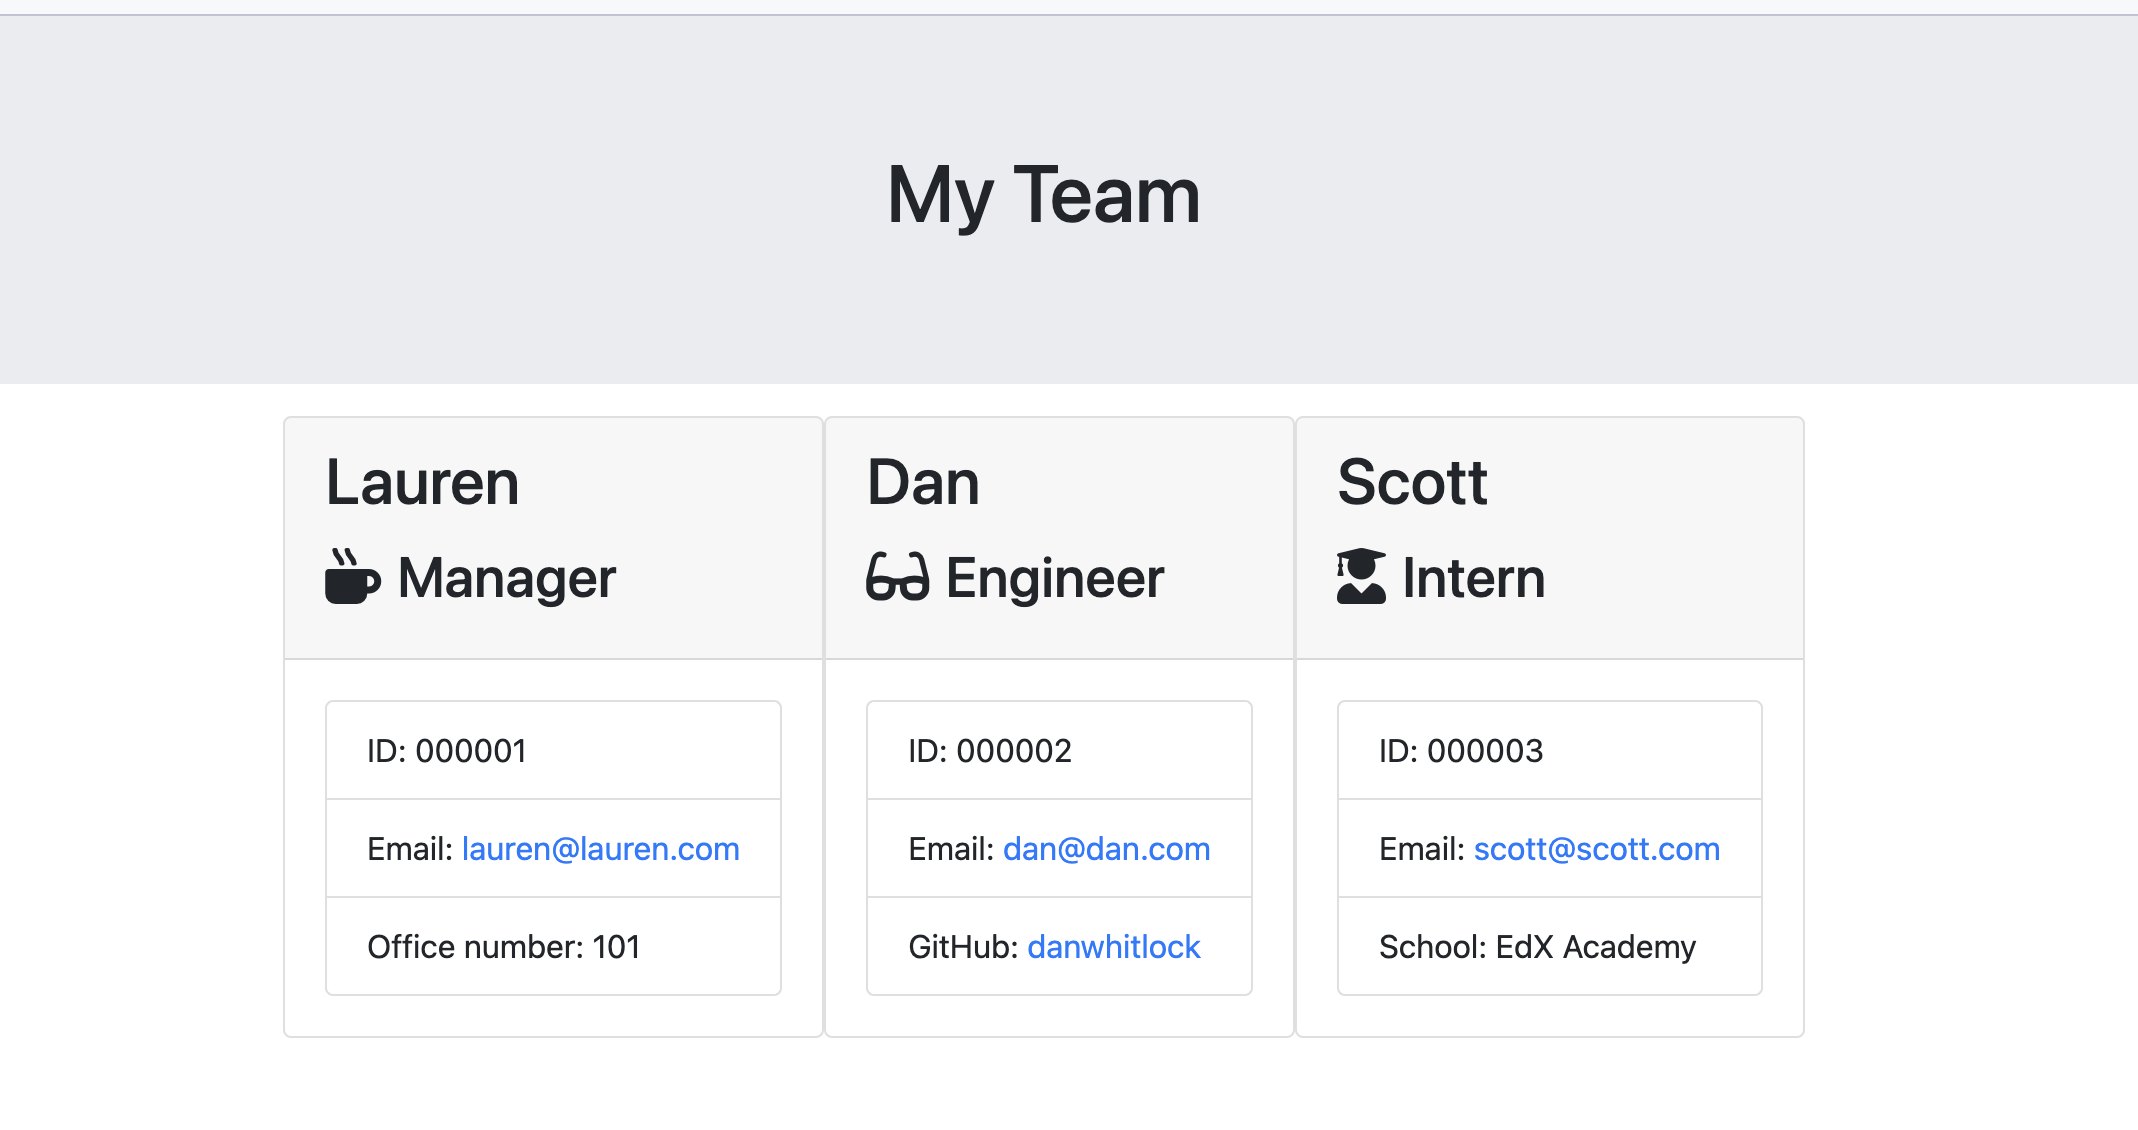 My Team
Lauren
Manager
ID: 000001
Email: lauren@lauren.com
Office number: 101
Dan
Engineer
ID: 000002
Email: dan@dan.com
GitHub: danwhitlock
Scott
Intern
ID: 000003
Email: scott@scott.com
School: EdX Academy